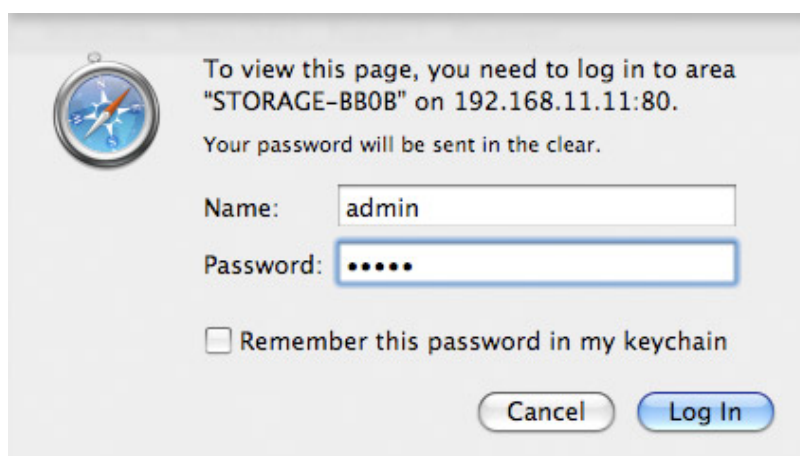 To view this page, you need to log in to area
“STORAGE-BB0B” on 192.168.11.11:80.
Your password will be sent in the clear.
Name: admin
Password: •••••
Remember this password in my keychain
Cancel Log In